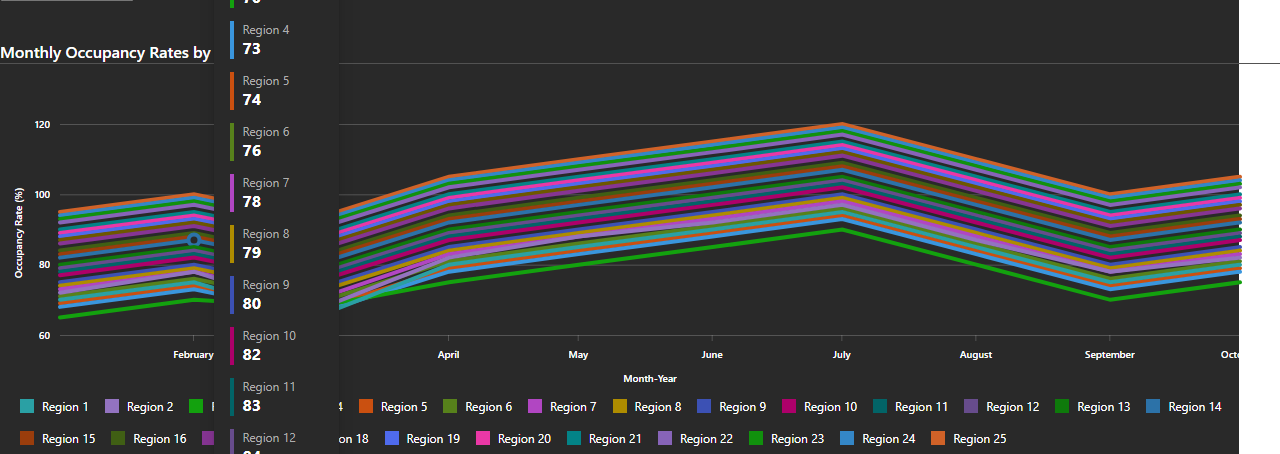 Region 4
73
Monthly Occupancy Rates by
Region 5
74
Region 6
76
Region 7
78
Region 8
79
Region 9
80
Region 10
82
Region 11
83
Region 12
Occupancy Rate (%)
120
100
80
60
February
April
May
June
July
August
September
Octo
Month-Year
Region 1
Region 2
4
Region 5
Region 6
Region 7
Region 8
Region 9
Region 10
Region 11
Region 12
Region 13
Region 14
Region 15
Region 16
on 18
Region 19
Region 20
Region 21
Region 22
Region 23
Region 24
Region 25